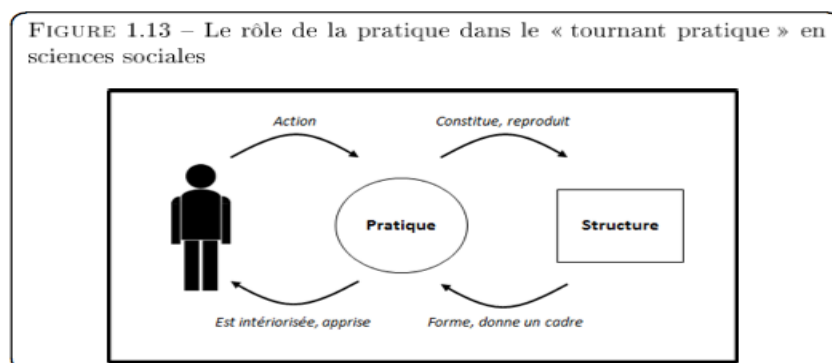 FIGURE 1.13 – Le rôle de la pratique dans le « tournant pratique » en
sciences sociales
Action
Constitue, reproduit
Pratique
Structure
Est intériorisée, apprise
Forme, donne un cadre